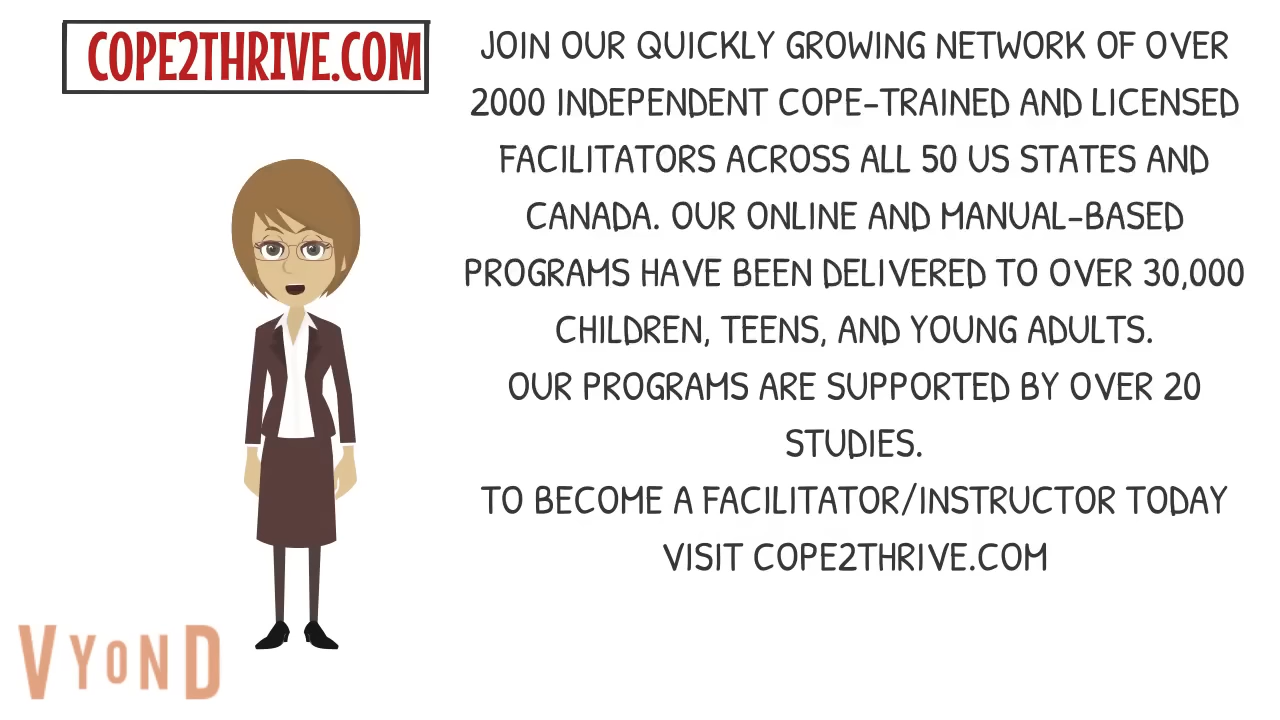 COPE2THRIVE.COM
JOIN OUR QUICKLY GROWING NETWORK OF OVER
2000 INDEPENDENT COPE-TRAINED AND LICENSED
FACILITATORS ACROSS ALL 50 US STATES AND
CANADA. OUR ONLINE AND MANUAL-BASED
PROGRAMS HAVE BEEN DELIVERED TO OVER 30,000
CHILDREN, TEENS, AND YOUNG ADULTS.
OUR PROGRAMS ARE SUPPORTED BY OVER 20
STUDIES.
TO BECOME A FACILITATOR/INSTRUCTOR TODAY
VISIT COPE2THRIVE.COM
VYOND